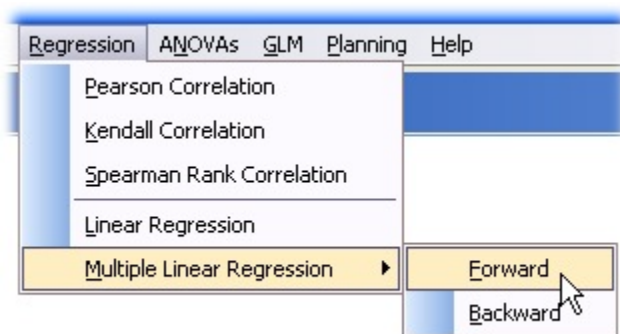 Regression ANOVAs GLM Planning Help
Pearson Correlation
Kendall Correlation
Spearman Rank Correlation
Linear Regression
Multiple Linear Regression
Forward
Backward